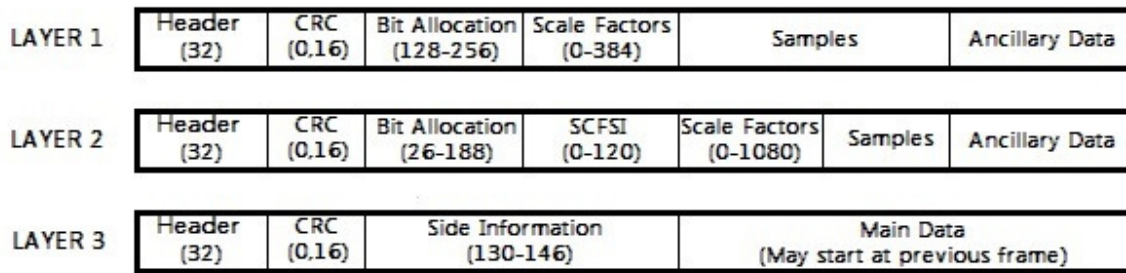 LAYER 1
Header
(32)
CRC
(0,16)
Bit Allocation
(128-256)
Scale Factors
(0-384)
Samples
Ancillary Data
LAYER 2
Header
(32)
CRC
(0,16)
Bit Allocation
(26-188)
SCFSI
(0-120)
Scale Factors
(0-1080)
Samples
Ancillary Data
LAYER 3
Header
(32)
CRC
(0,16)
Side Information
(130-146)
Main Data
(May start at previous frame)